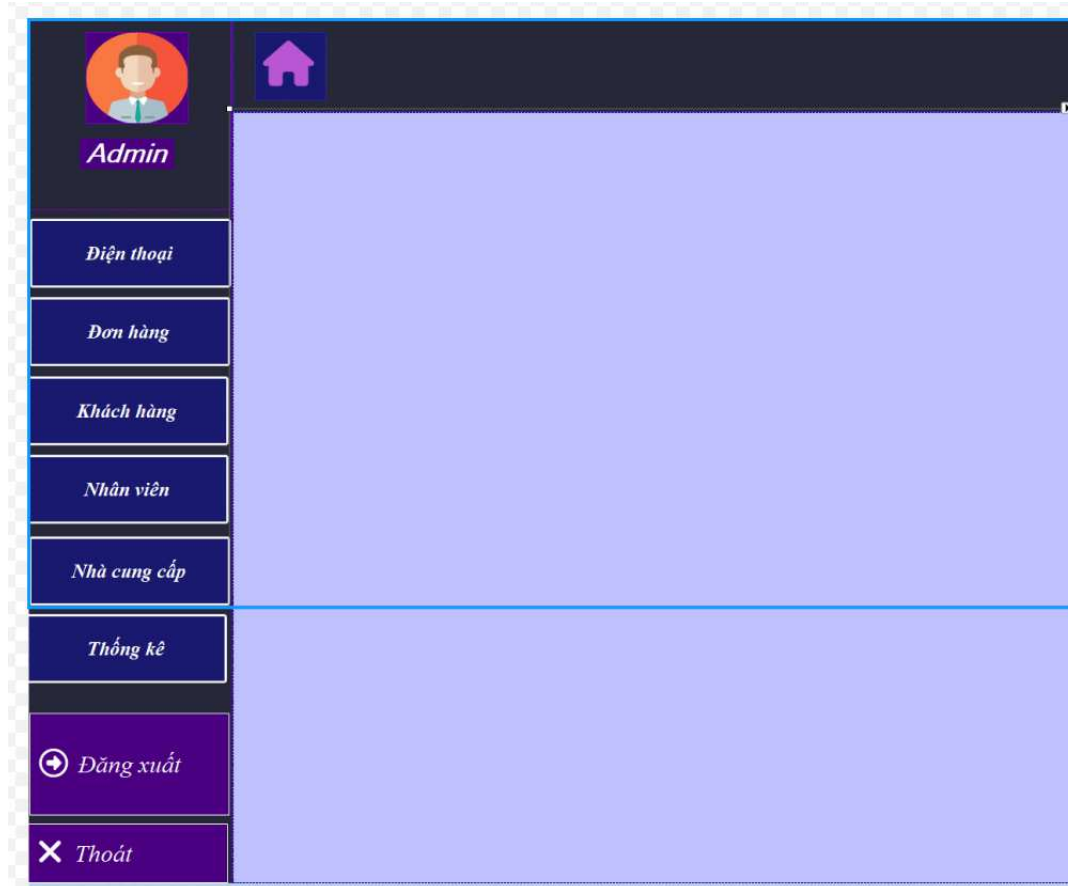 Admin
Điện thoại
Đơn hàng
Khách hàng
Nhân viên
Nhà cung cấp
Thống kê
Đăng xuất
Thoát